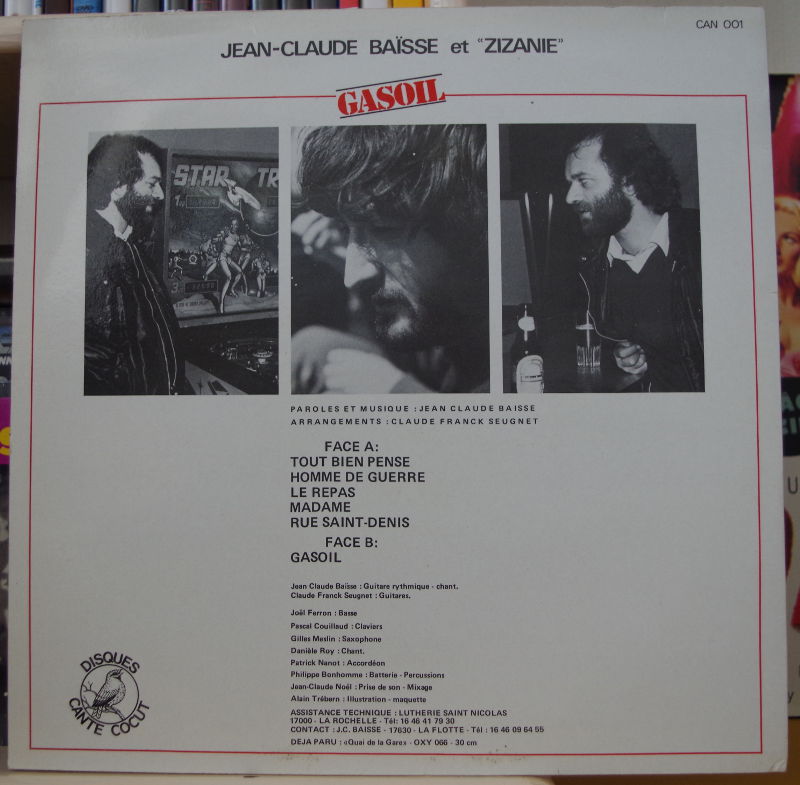 CAN 001
JEAN-CLAUDE BAÏSSE et "ZIZANIE"
GASOIL
STAR TR
PAROLES ET MUSIQUE : JEAN CLAUDE BAISSE
ARRANGEMENTS : CLAUDE FRANCK SEUGNET
FACE A:
TOUT BIEN PENSE
HOMME DE GUERRE
LE REPAS
MADAME
RUE SAINT-DENIS
FACE B:
GASOIL
Jean Claude Baïsse : Guitare rythmique - chant.
Claude Franck Seugnet : Guitares.
Joël Ferron : Basse
Pascal Couillaud : Claviers
Gilles Meslin : Saxophone
Danièle Roy : Chant.
Patrick Nanot : Accordéon
Philippe Bonhomme : Batterie - Percussions
Jean-Claude Noël : Prise de son - Mixage
Alain Trébern : Illustration - maquette
ASSISTANCE TECHNIQUE : LUTHERIE SAINT NICOLAS
17000 - LA ROCHELLE - Tél: 16 46 41 79 30
CONTACT : J.C. BAISSE - 17630 - LA FLOTTE - Tél : 16 46 09 64 55
DEJA PARU : «Quai de la Gare» - OXY 066 - 30 cm
DISQUES
CANTE COCUT